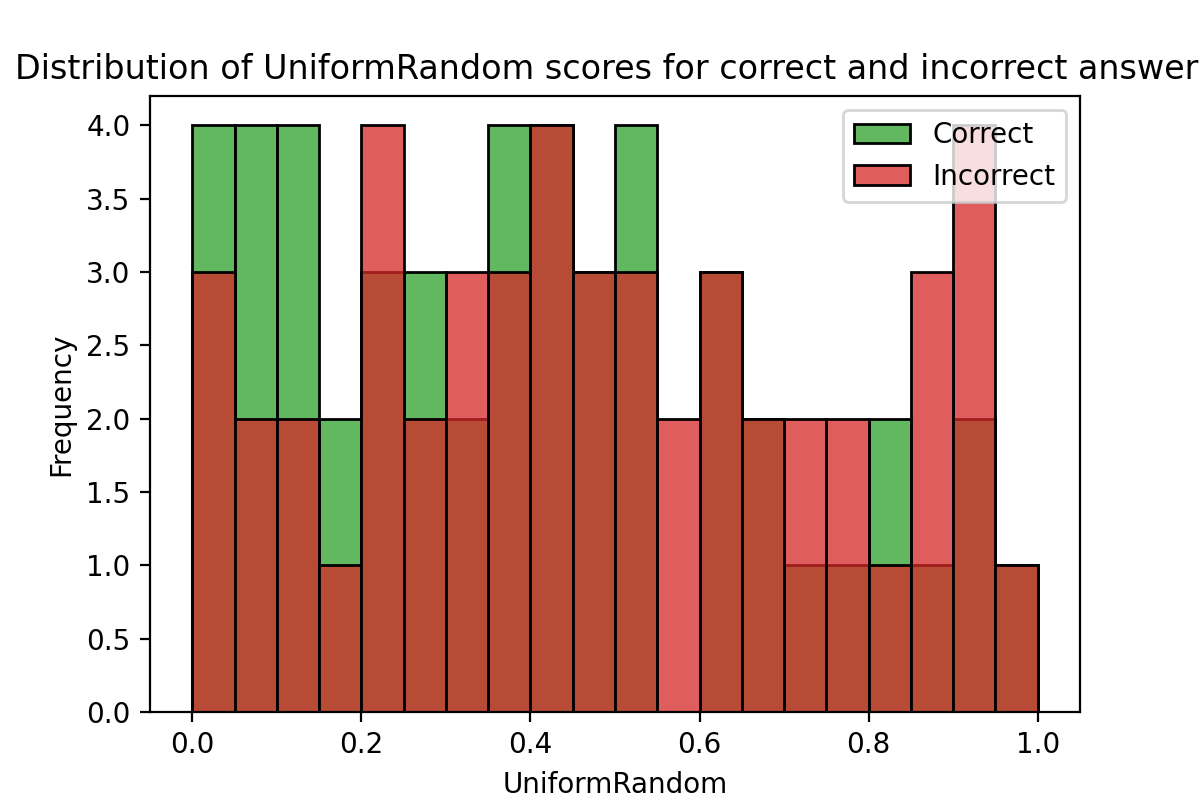 Distribution of UniformRandom scores for correct and incorrect answer
Correct
Incorrect
4.0
3.5
3.0
2.5
2.0
1.5
1.0
0.5
0.0
Frequency
0.0 0.2 0.4 0.6 0.8 1.0
UniformRandom